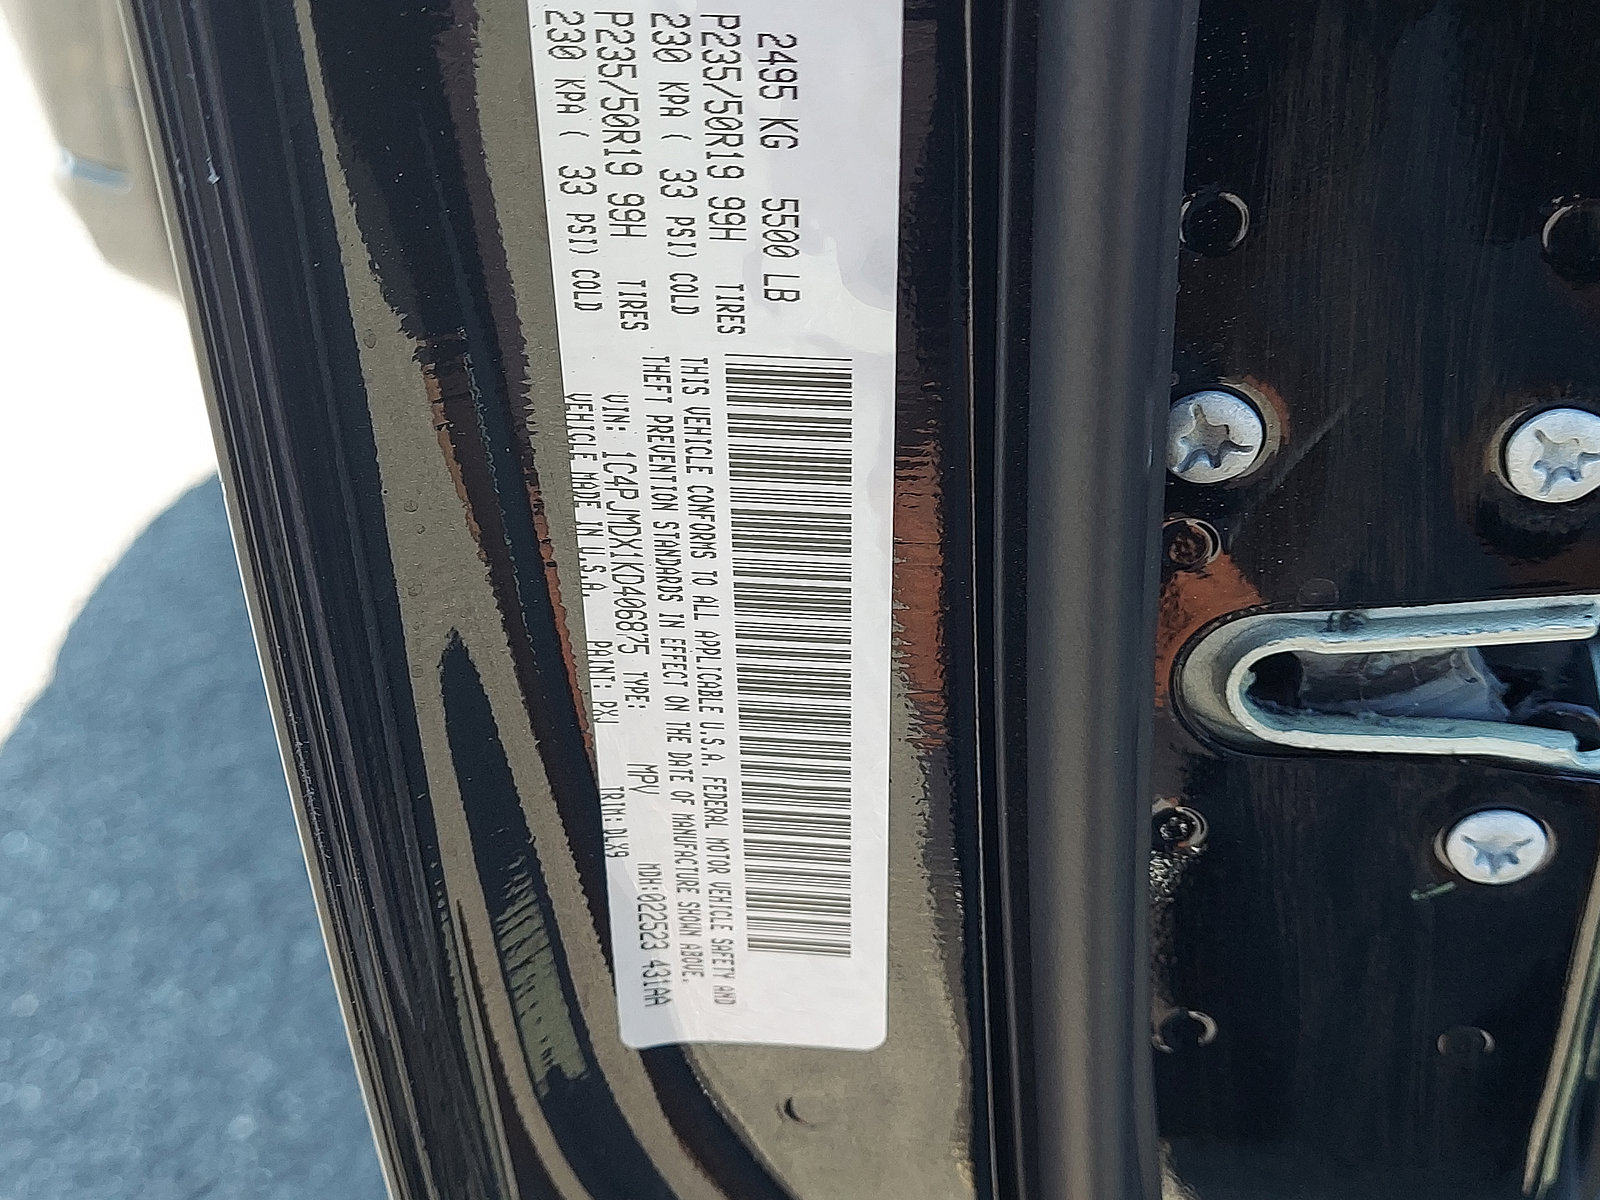 2495 KG 5500 LB
P235/50R19 99H TIRES
230 KPA ( 33 PSI) COLD
P235/50R19 99H TIRES
230 KPA ( 33 PSI) COLD
THIS VEHICLE CONFORMS TO ALL APPLICABLE U.S.A. FEDERAL MOTOR VEHICLE SAFETY AND
THEFT PREVENTION STANDARDS IN EFFECT ON THE DATE OF MANUFACTURE SHOWN ABOVE.
VIN: 1C4PJMDX1KD406875 TYPE: MPV MDH:022523 431AA
VEHICLE MADE IN U.S.A. PAINT: PXJ TRIM: DLX9